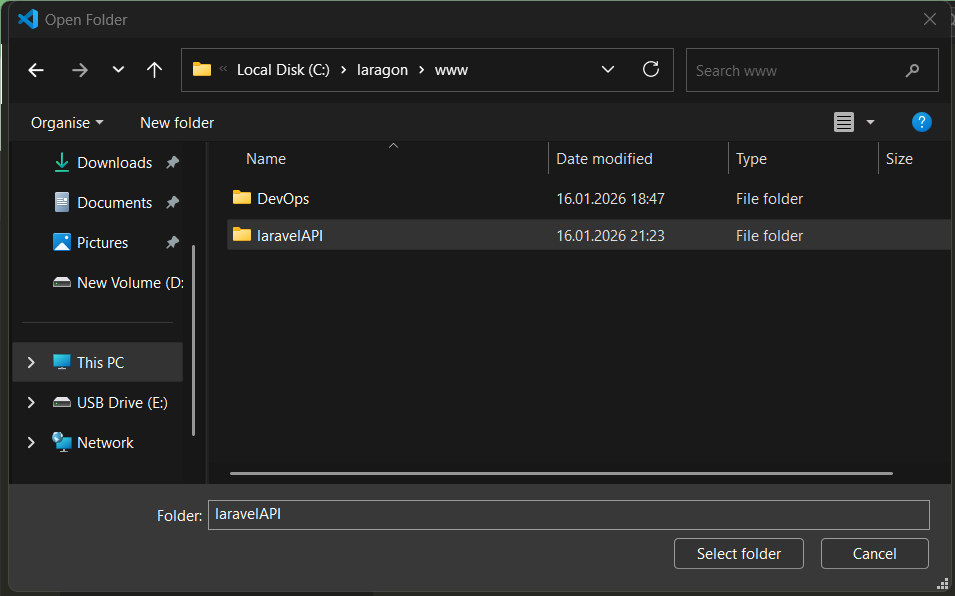 Open Folder
« Local Disk (C:) › laragon › www
Search www
Organise
New folder
?
Name
Date modified
Type
Size
Downloads
Documents
Pictures
New Volume (D:
This PC
USB Drive (E:)
Network
DevOps 16.01.2026 18:47 File folder
laravelAPI 16.01.2026 21:23 File folder
Folder: laravelAPI
Select folder
Cancel